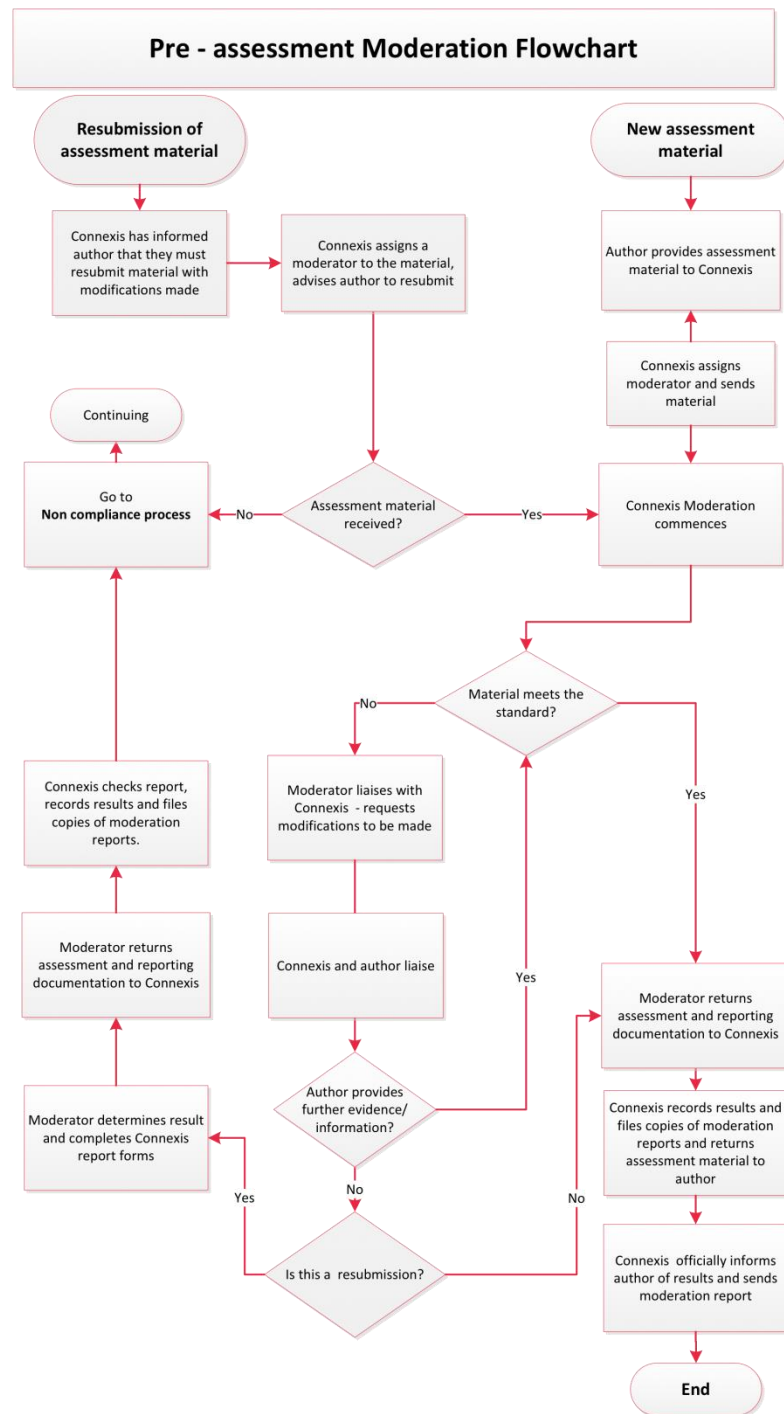 Pre - assessment Moderation Flowchart
Resubmission of
assessment material
New assessment
material
Connexis has informed
author that they must
resubmit material with
modifications made
Connexis assigns a
moderator to the material,
advises author to resubmit
Author provides assessment
material to Connexis
Connexis assigns
moderator and sends
material
Continuing
Go to
Non compliance process
No
Assessment material
received?
Yes
Connexis Moderation
commences
Material meets the
standard?
No
Yes
Moderator liaises with
Connexis - requests
modifications to be made
Connexis checks report,
records results and files
copies of moderation
reports.
Connexis and author liaise
Yes
Moderator returns
assessment and reporting
documentation to Connexis
Moderator returns
assessment and reporting
documentation to Connexis
Author provides
further evidence/
information?
No
Moderator determines result
and completes Connexis
report forms
Yes
Connexis records results and
files copies of moderation
reports and returns
assessment material to
author
Is this a resubmission?
No
Connexis officially informs
author of results and sends
moderation report
End